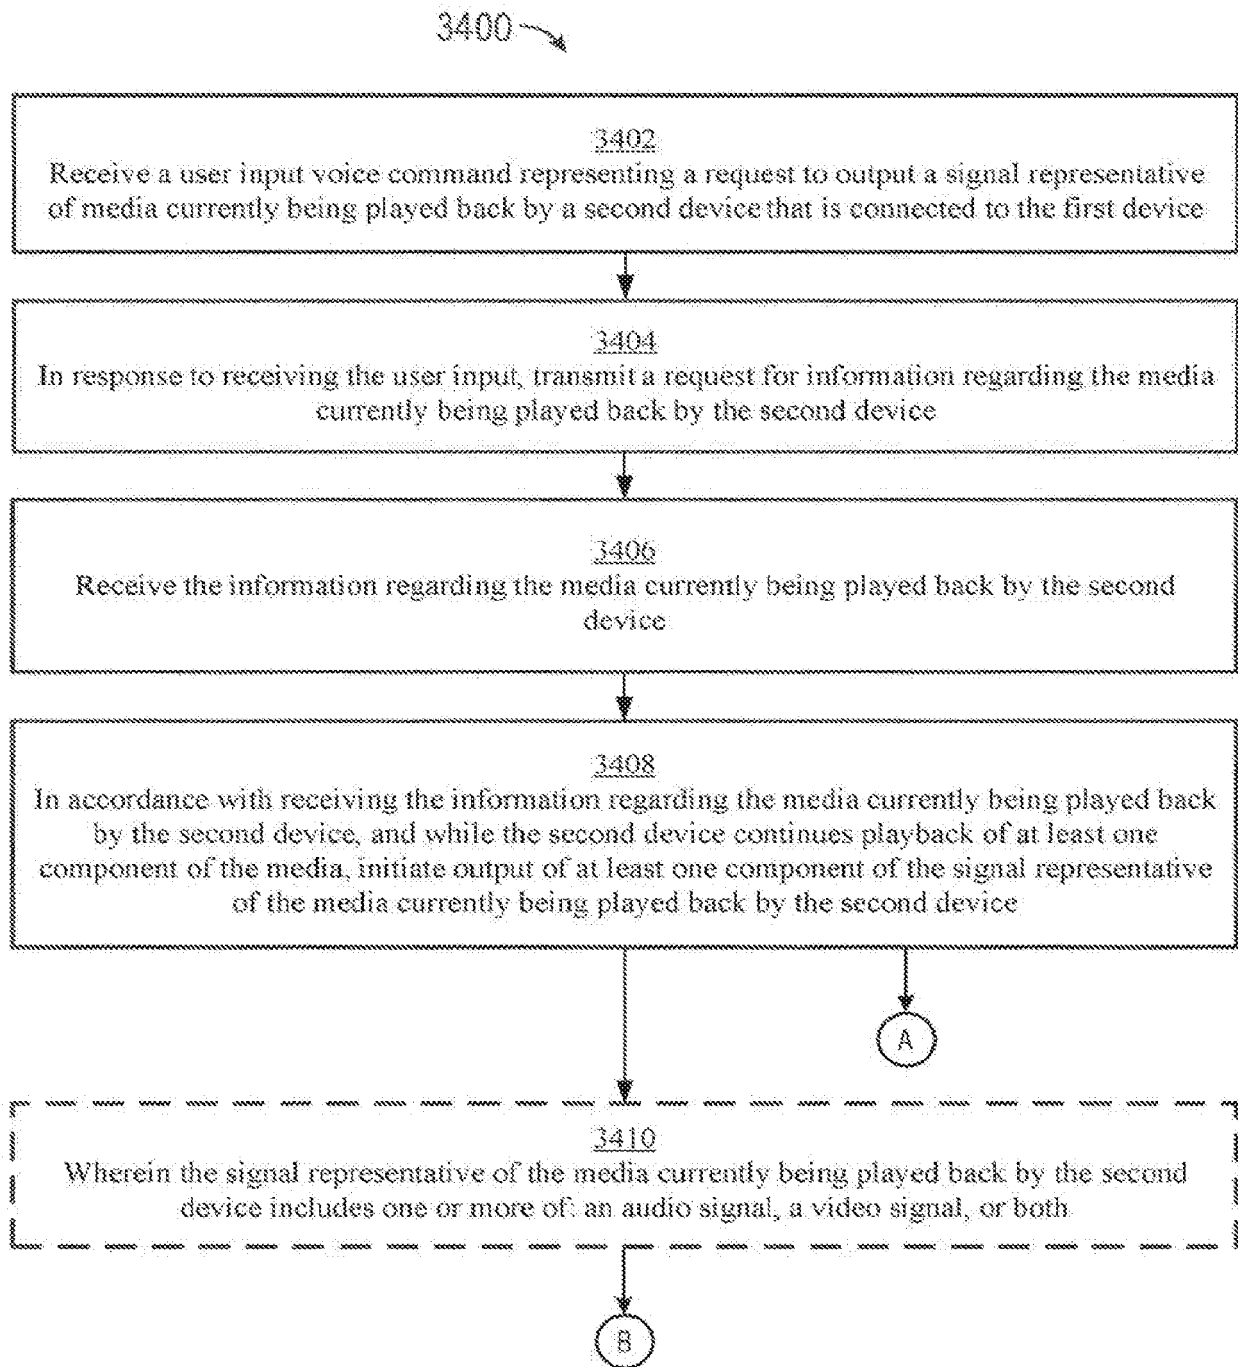 3400
3402
Receive a user input voice command representing a request to output a signal representative
of media currently being played back by a second device that is connected to the first device
3404
In response to receiving the user input, transmit a request for information regarding the media
currently being played back by the second device
3406
Receive the information regarding the media currently being played back by the second
device
3408
In accordance with receiving the information regarding the media currently being played back
by the second device, and while the second device continues playback of at least one
component of the media, initiate output of at least one component of the signal representative
of the media currently being played back by the second device
A
3410
Wherein the signal representative of the media currently being played back by the second
device includes one or more of: an audio signal, a video signal, or both
B